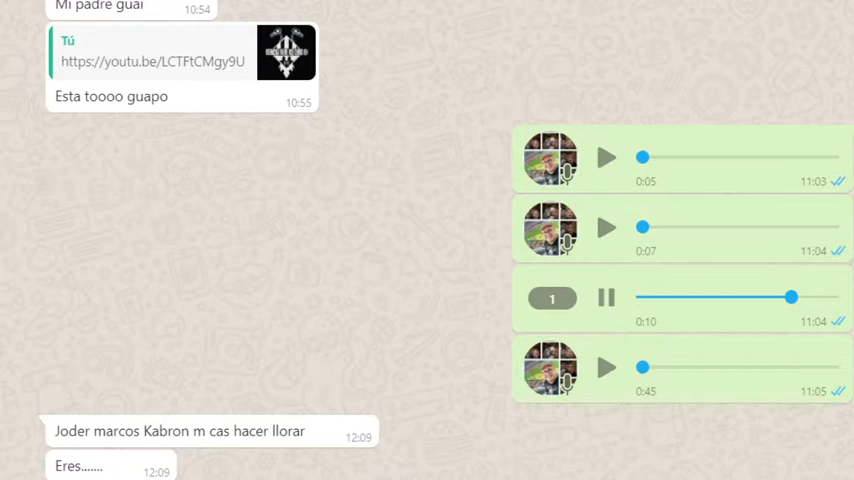 Mi padre guai
10:54
Tú
https://youtu.be/LCTFtCMgy9U
Esta toooo guapo
10:55
0:05
11:03
0:07
11:04
1
0:10
11:04
0:45
11:05
Joder marcos Kabron m cas hacer llorar
12:09
Eres.......
12:09